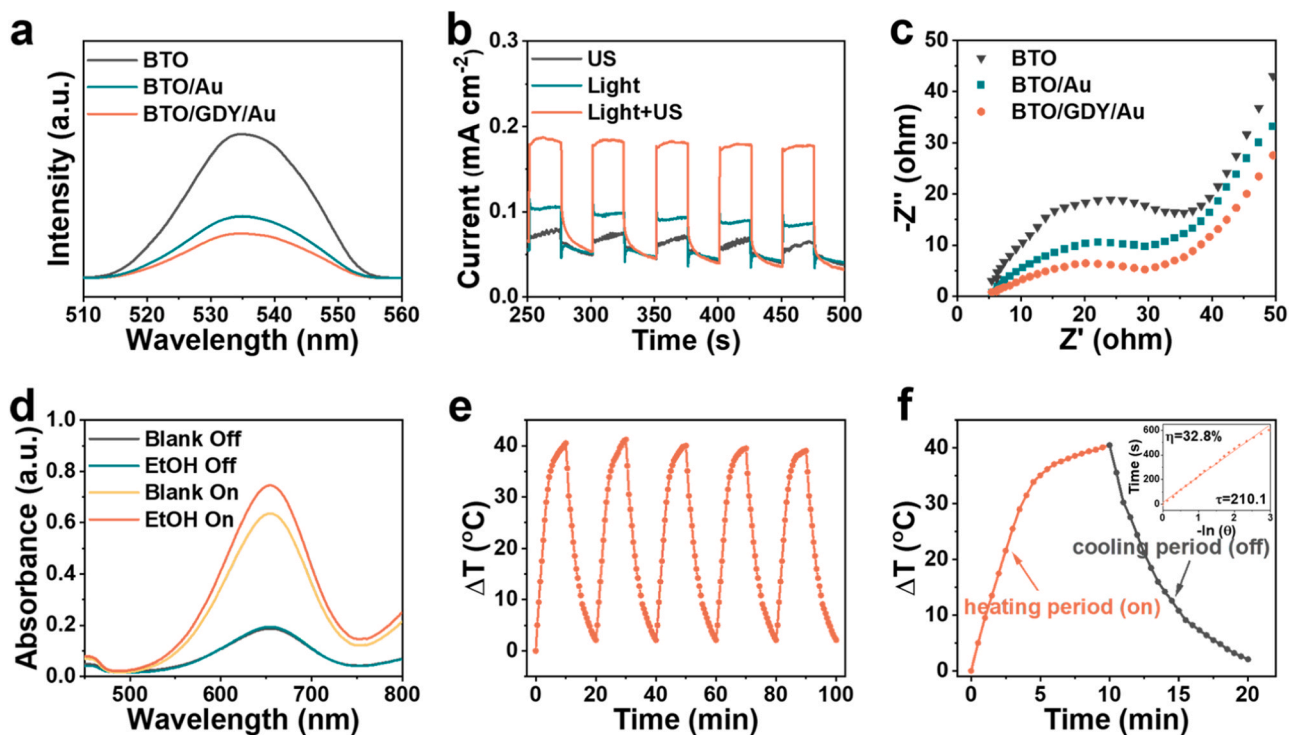 a
BTO
BTO/Au
BTO/GDY/Au
Intensity (a.u.)
510 520 530 540 550 560
Wavelength (nm)
b
0.3
0.2
0.1
0.0
US
Light
Light+US
Current (mA cm⁻²)
250 300 350 400 450 500
Time (s)
c
50
40
30
20
10
0
BTO
BTO/Au
BTO/GDY/Au
-Z'' (ohm)
0 10 20 30 40 50
Z' (ohm)
d
1.0
0.8
0.6
0.4
0.2
0.0
Blank Off
EtOH Off
Blank On
EtOH On
Absorbance (a.u.)
500 600 700 800
Wavelength (nm)
e
40
30
20
10
0
ΔT (°C)
0 20 40 60 80 100
Time (min)
f
40
30
20
10
0
ΔT (°C)
600
400
200
0
Time (s)
η=32.8%
τ=210.1
0 1 2 3
-ln (θ)
cooling period (off)
heating period (on)
0 5 10 15 20
Time (min)